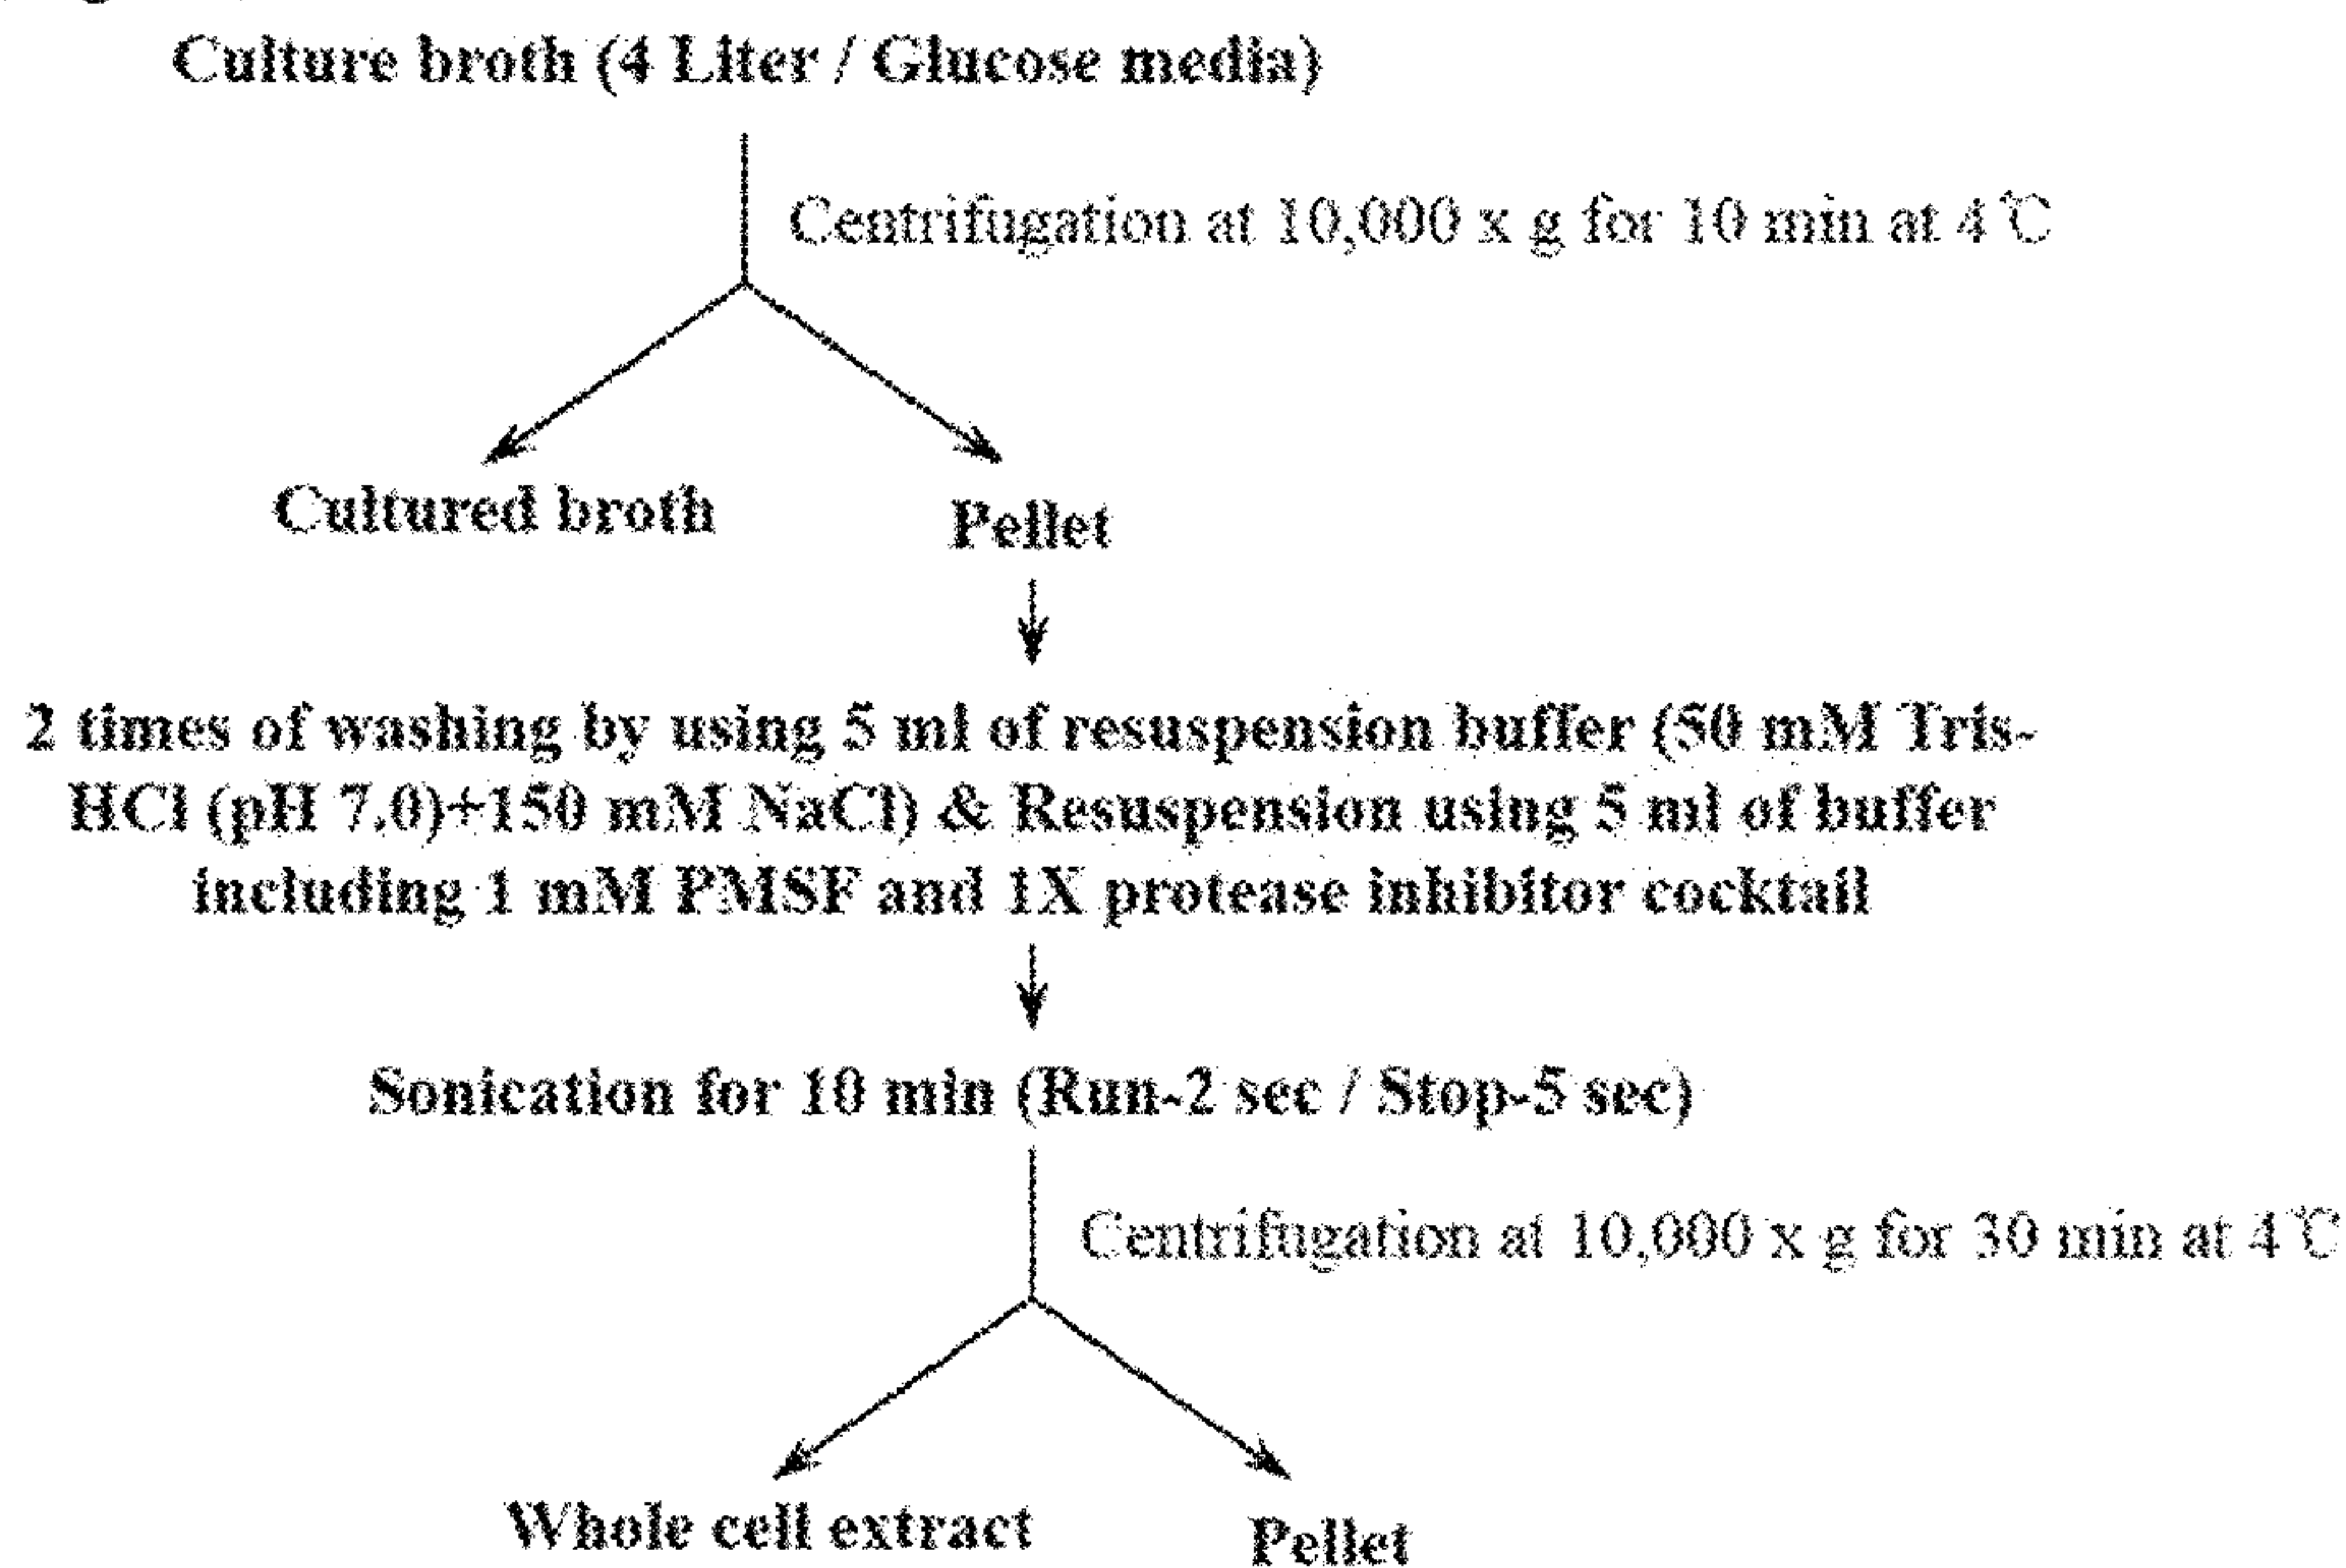 Culture broth (4 Liter / Glucose media)
Centrifugation at 10,000 x g for 10 min at 4℃
Cultured broth
Pellet
2 times of washing by using 5 ml of resuspension buffer (50 mM Tris-
HCl (pH 7.0)+150 mM NaCl) & Resuspension using 5 ml of buffer
including 1 mM PMSF and 1X protease inhibitor cocktail
Sonication for 10 min (Run-2 sec / Stop-5 sec)
Centrifugation at 10,000 x g for 30 min at 4℃
Whole cell extract
Pellet